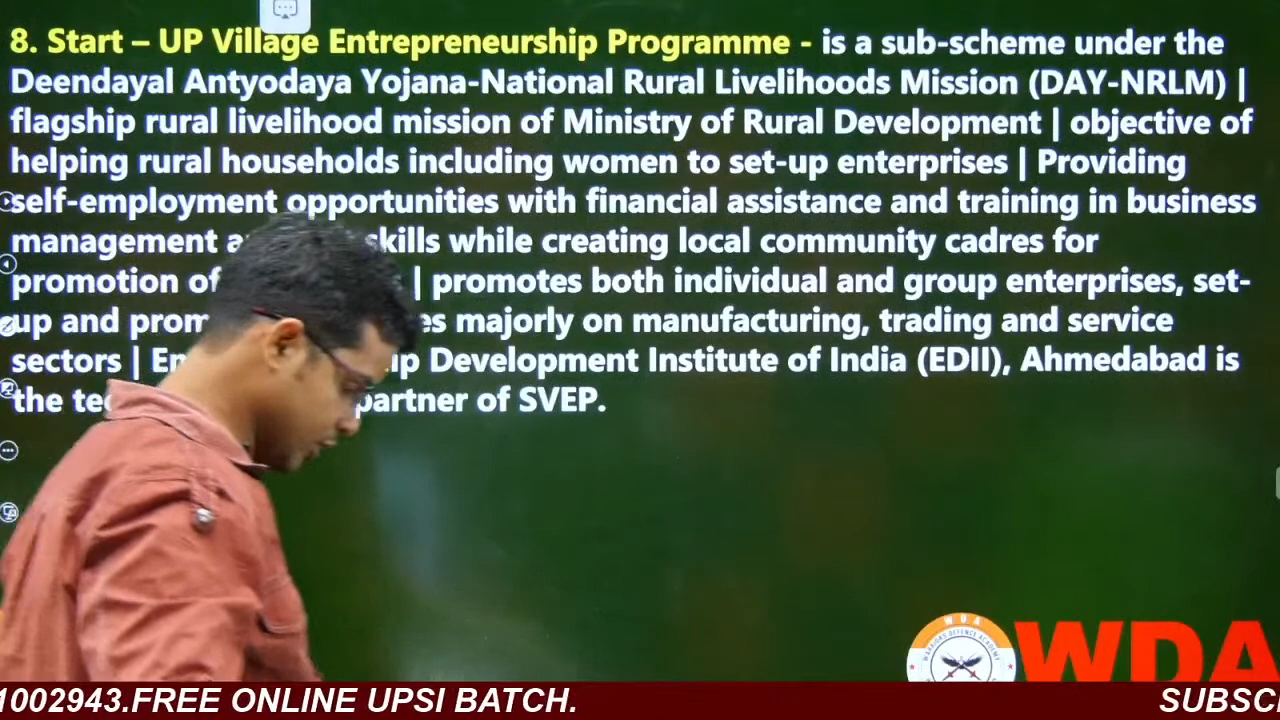 8. Start – UP Village Entrepreneurship Programme - is a sub-scheme under the
Deendayal Antyodaya Yojana-National Rural Livelihoods Mission (DAY-NRLM) |
flagship rural livelihood mission of Ministry of Rural Development | objective of
helping rural households including women to set-up enterprises | Providing
self-employment opportunities with financial assistance and training in business
management skills while creating local community cadres for
promotion of | promotes both individual and group enterprises, set-
up and majorly on manufacturing, trading and service
sectors | Development Institute of India (EDII), Ahmedabad is
the partner of SVEP.
WDA
WARRIORS DEFENCE ACADEMY
WDA
1002943.FREE ONLINE UPSI BATCH. SUBSC